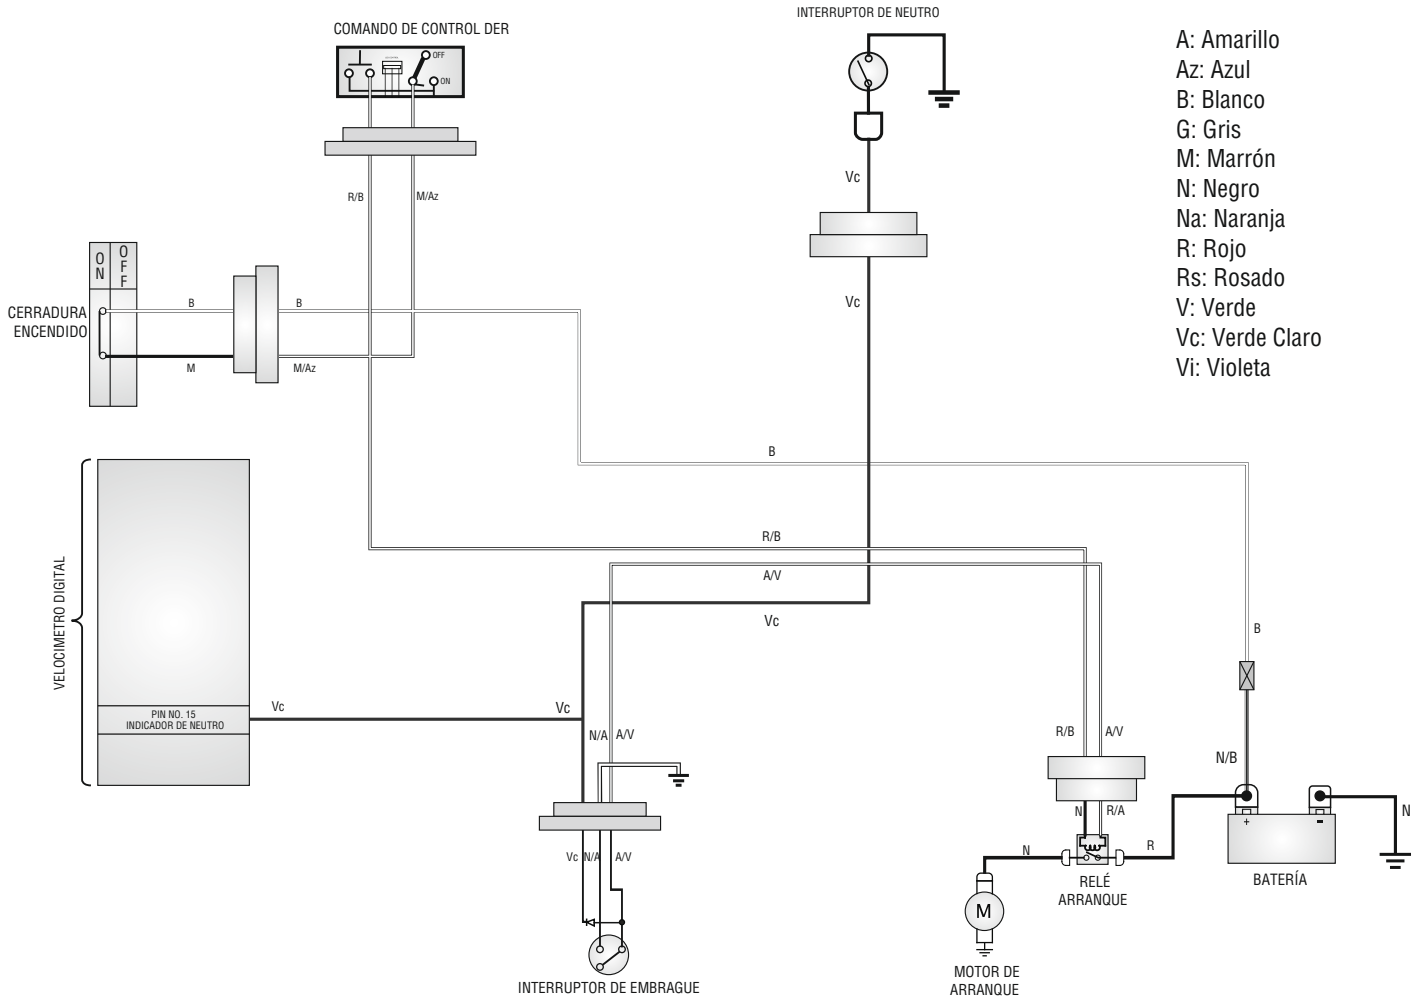 COMANDO DE CONTROL DER
OFF
ON
R/B
M/Az
INTERRUPTOR DE NEUTRO
Vc
Vc
A: Amarillo
Az: Azul
B: Blanco
G: Gris
M: Marrón
N: Negro
Na: Naranja
R: Rojo
Rs: Rosado
V: Verde
Vc: Verde Claro
Vi: Violeta
ON
OFF
CERRADURA
ENCENDIDO
B
B
M
M/Az
B
R/B
A/V
Vc
B
VELOCIMETRO DIGITAL
PIN NO. 15
INDICADOR DE NEUTRO
Vc
Vc
N/A
A/V
Vc
N/A
A/V
INTERRUPTOR DE EMBRAGUE
R/B
A/V
N
R/A
N
R
RELÉ
ARRANQUE
M
MOTOR DE
ARRANQUE
N/B
+
-
N
BATERÍA